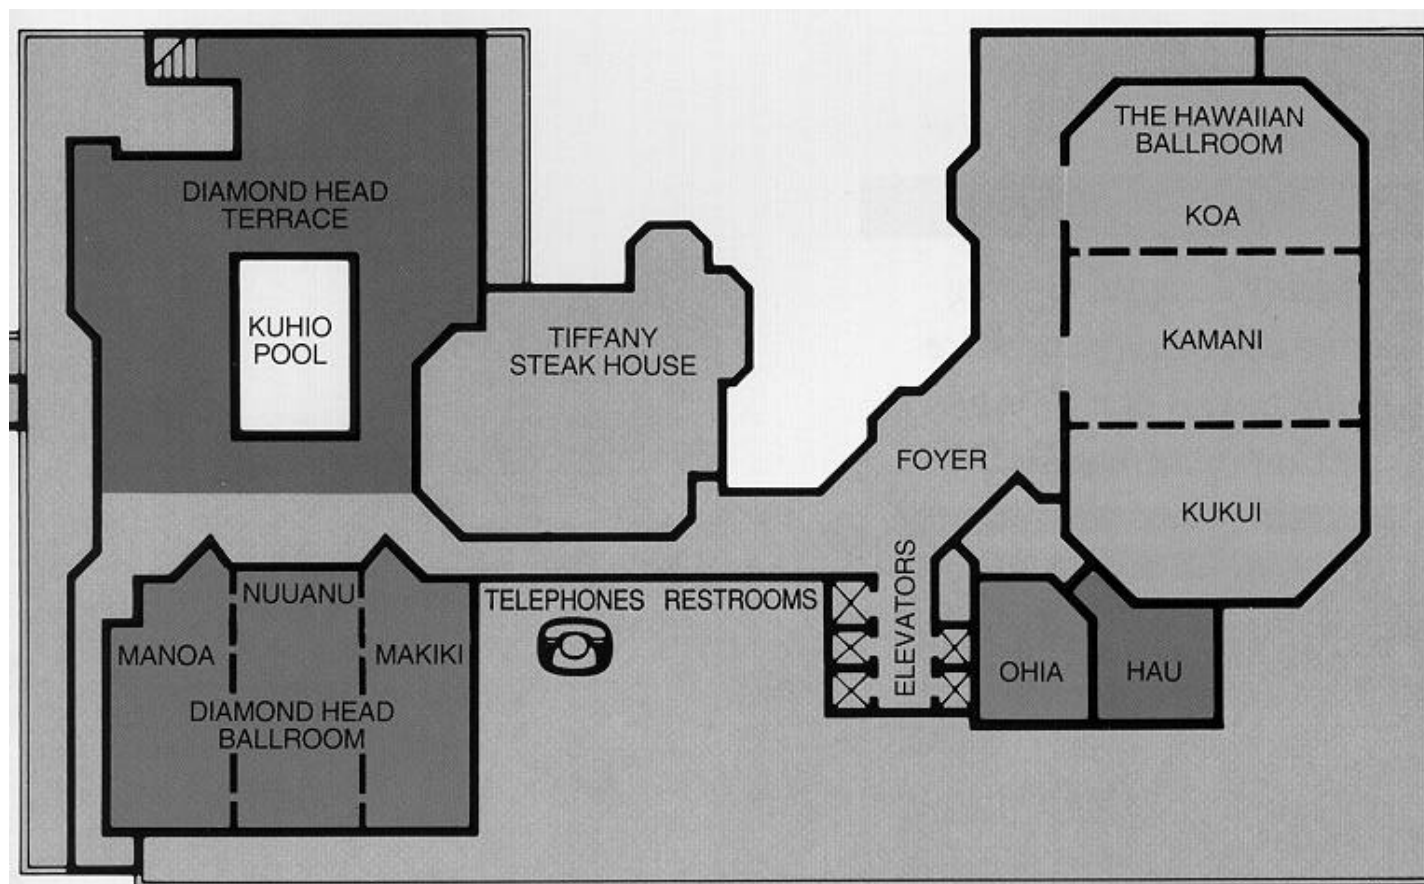 DIAMOND HEAD
TERRACE
KUHIO
POOL
TIFFANY
STEAK HOUSE
THE HAWAIIAN
BALLROOM
KOA
KAMANI
KUKUI
FOYER
ELEVATORS
OHIA
HAU
TELEPHONES
RESTROOMS
NUUANU
MANOA
MAKIKI
DIAMOND HEAD
BALLROOM